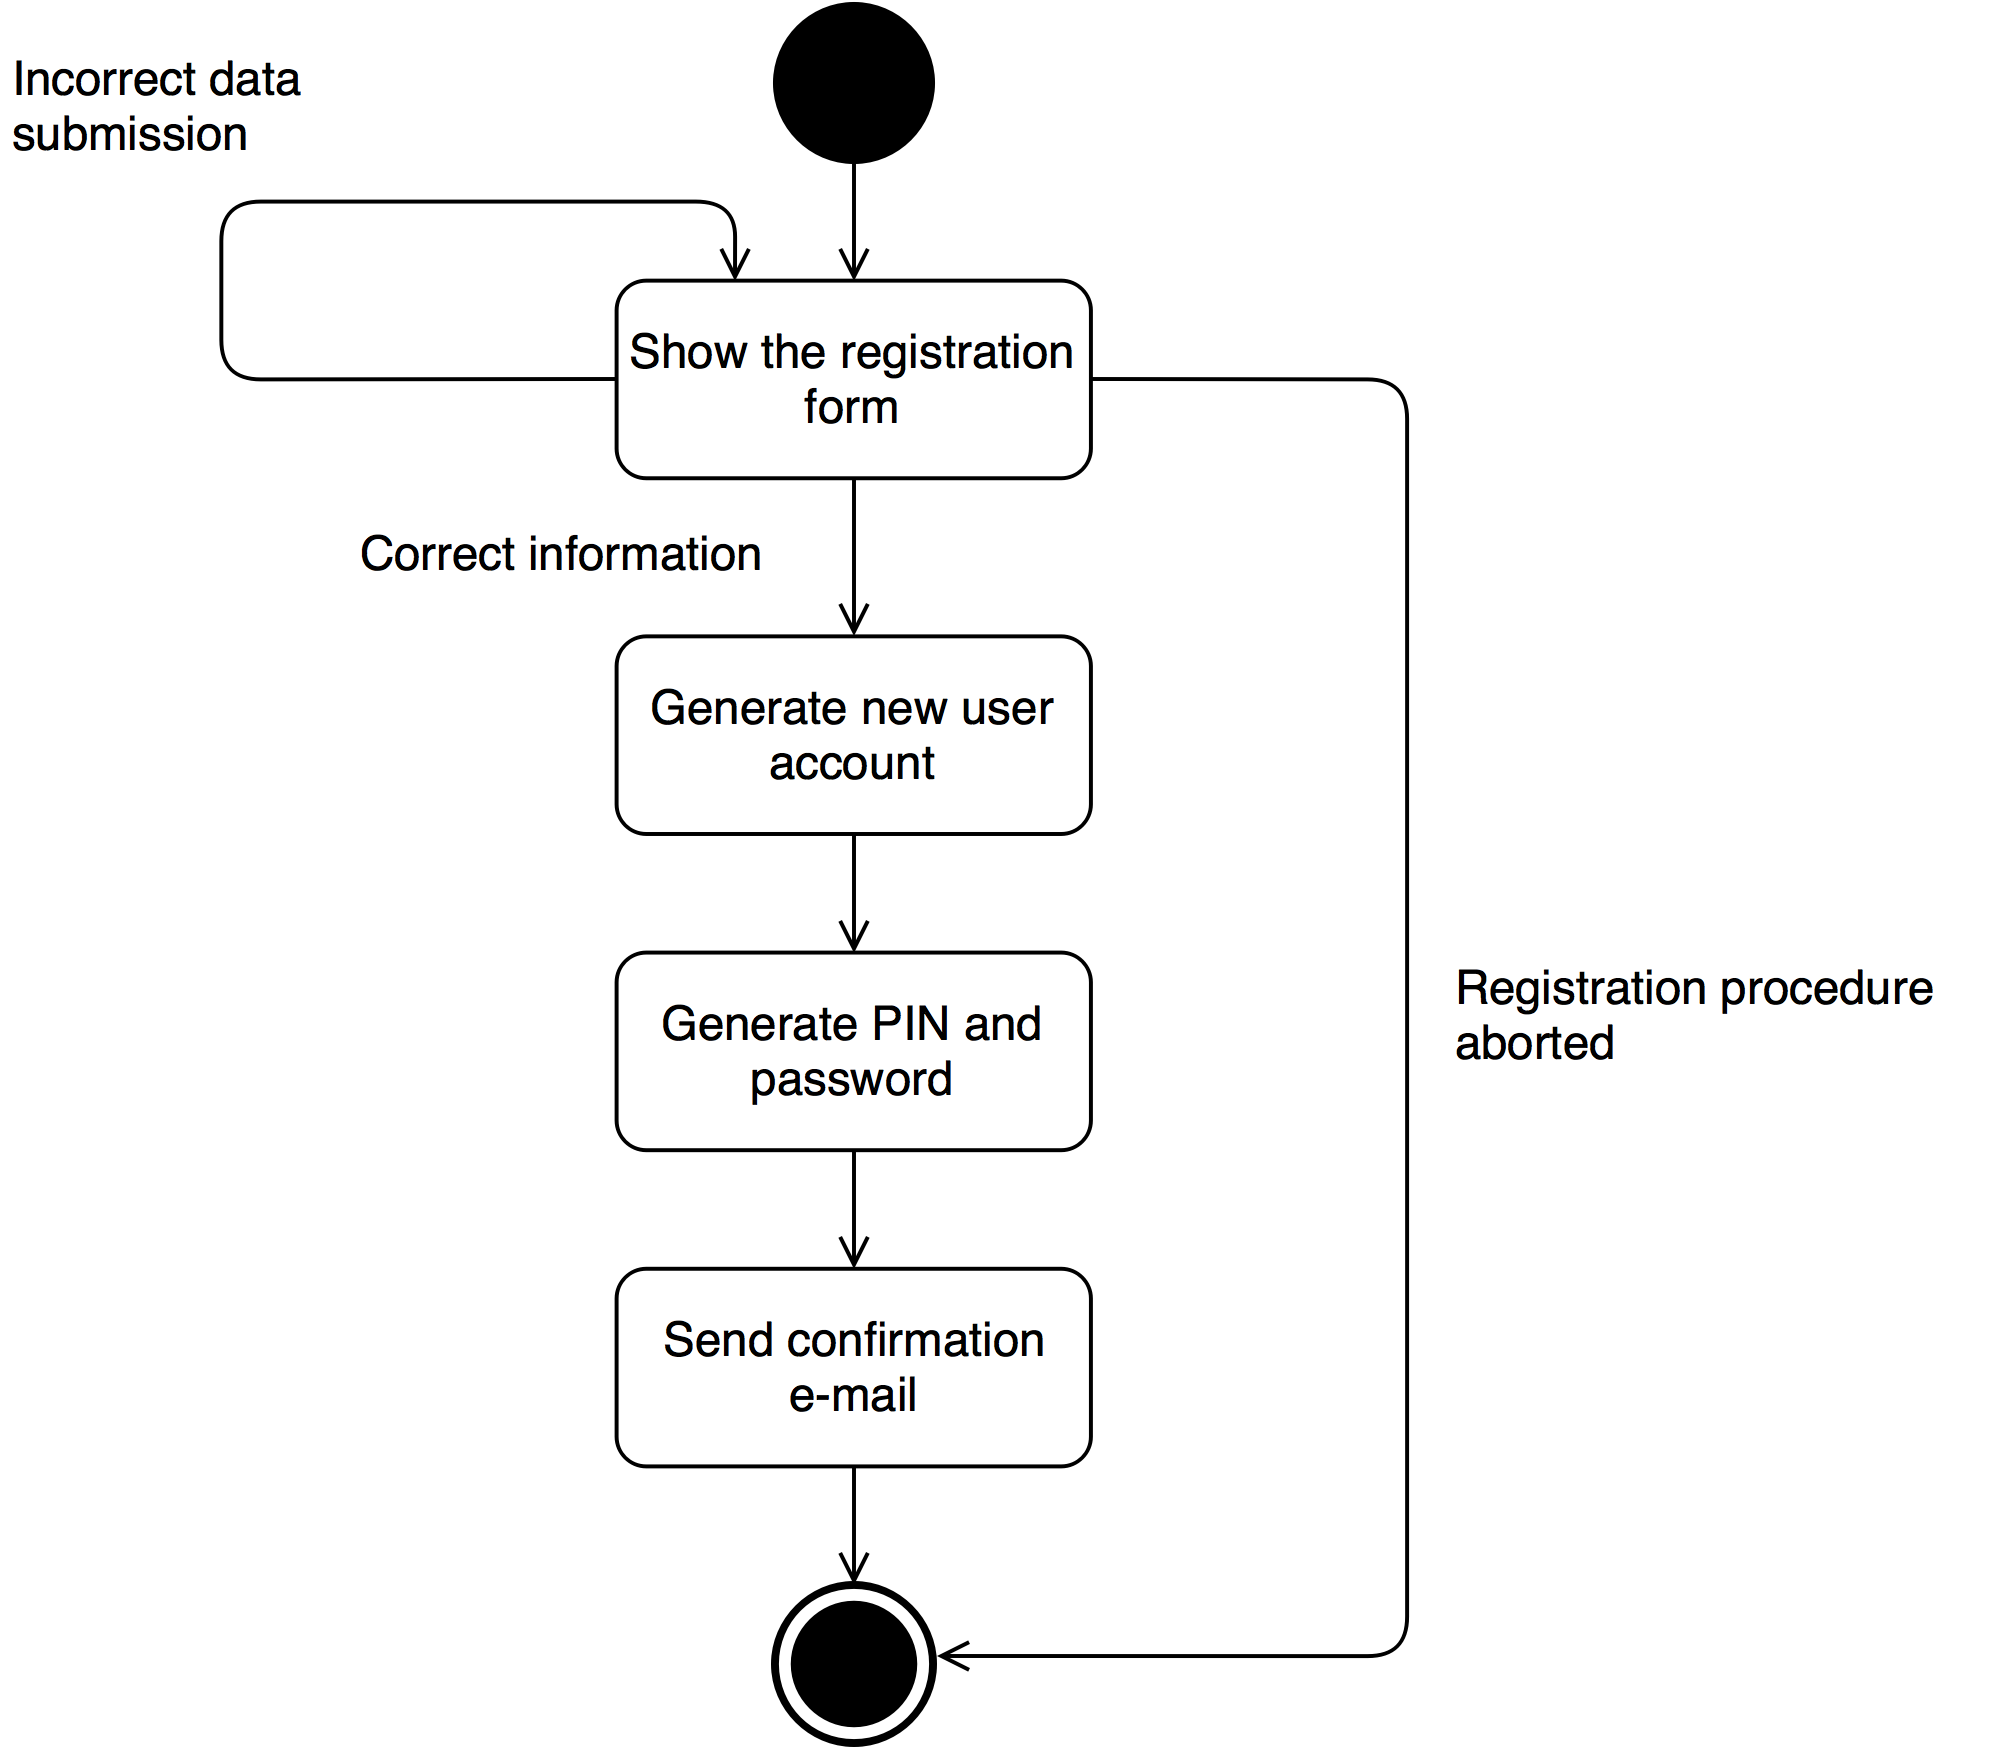 Incorrect data
submission
Show the registration
form
Correct information
Generate new user
account
Generate PIN and
password
Registration procedure
aborted
Send confirmation
e-mail